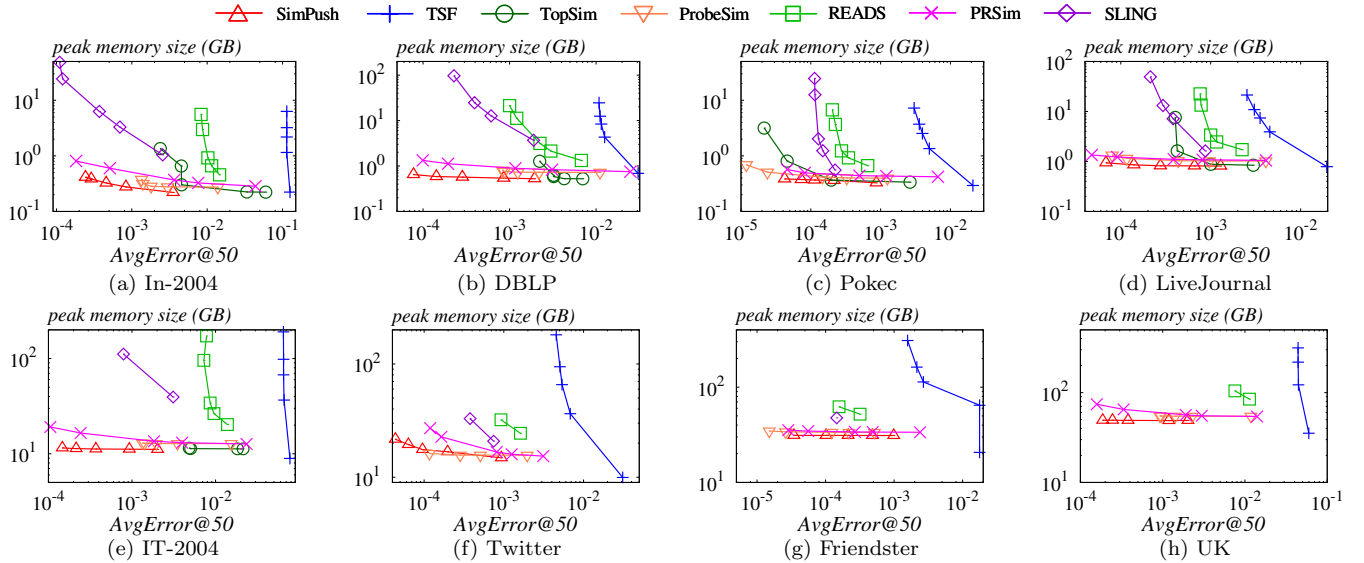 SimPush TSF TopSim ProbeSim READS PRSim SLING
peak memory size (GB) peak memory size (GB) peak memory size (GB) peak memory size (GB)
10^1 10^0 10^-1
10^-4 10^-3 10^-2 10^-1
AvgError@50
(a) In-2004
10^2 10^1 10^0 10^-1
10^-4 10^-3 10^-2
AvgError@50
(b) DBLP
10^1 10^0 10^-1
10^-5 10^-4 10^-3 10^-2
AvgError@50
(c) Pokec
10^2 10^1 10^0 10^-1
10^-4 10^-3 10^-2
AvgError@50
(d) LiveJournal
peak memory size (GB) peak memory size (GB) peak memory size (GB) peak memory size (GB)
10^2 10^1
10^-4 10^-3 10^-2 10^-1
AvgError@50
(e) IT-2004
10^2 10^1
10^-4 10^-3 10^-2
AvgError@50
(f) Twitter
10^2 10^1
10^-5 10^-4 10^-3 10^-2
AvgError@50
(g) Friendster
10^2 10^1
10^-4 10^-3 10^-2 10^-1
AvgError@50
(h) UK